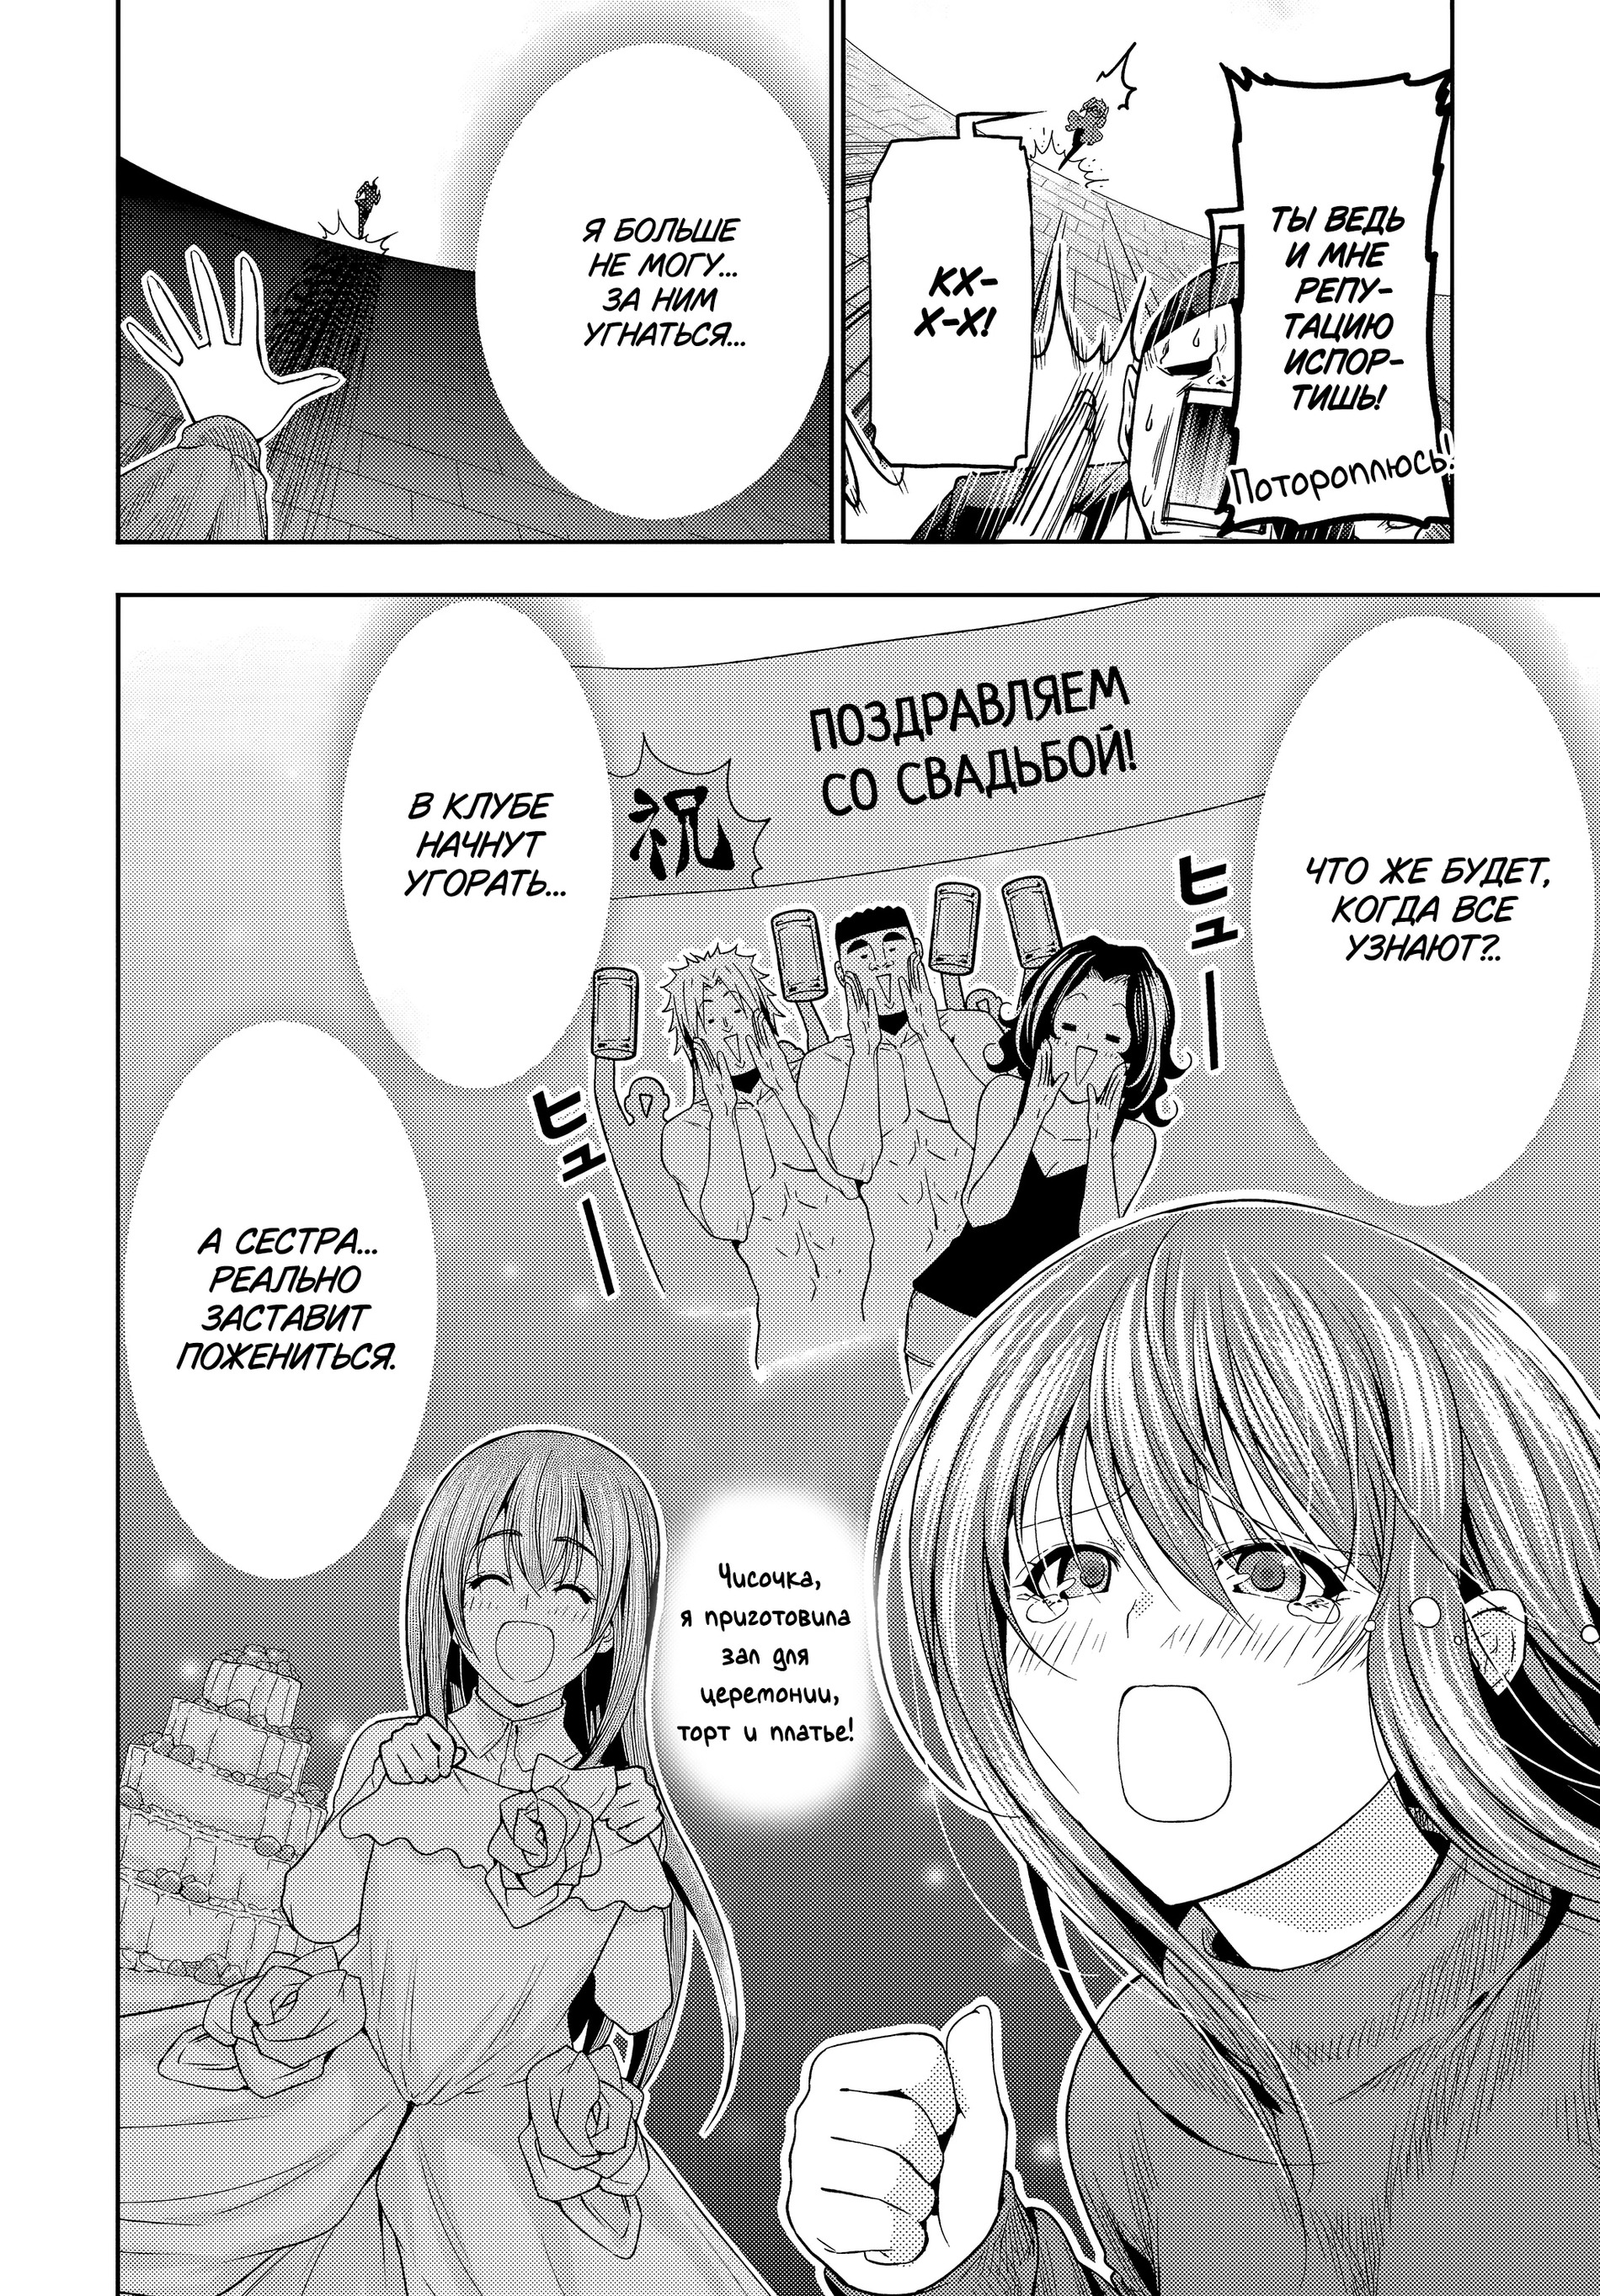 ТЫ ВЕДЬ
И МНЕ
РЕПУ-
ТАЦИЮ
ИСПОР-
ТИШЬ!
Потороплюсь!
КХ-
Х-Х!
Я БОЛЬШЕ
НЕ МОГУ...
ЗА НИМ
УГНАТЬСЯ...
ЧТО ЖЕ БУДЕТ,
КОГДА ВСЕ
УЗНАЮТ?..
ПОЗДРАВЛЯЕМ
СО СВАДЬБОЙ!
祝
ヒューー
ヒューー
В КЛУБЕ
НАЧНУТ
УГОРАТЬ...
А СЕСТРА...
РЕАЛЬНО
ЗАСТАВИТ
ПОЖЕНИТЬСЯ.
Чисочка,
я приготовила
зал для
церемонии,
торт и платье!